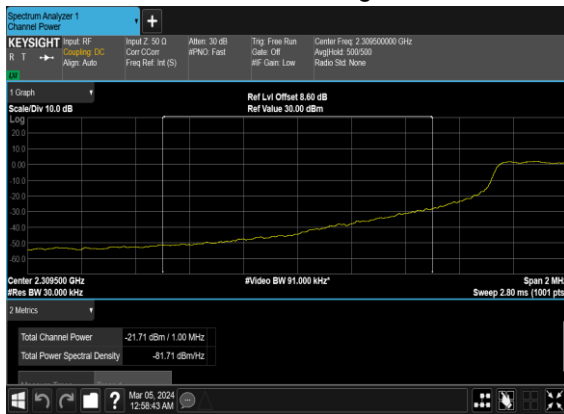 Spectrum Analyzer 1
Channel Power
KEYSIGHT
R T
LXI
Input: RF
Coupling: DC
Align: Auto
Input Z: 50 Ω
Corr CCorr
Freq Ref: Int (S)
Atten: 30 dB
#PNO: Fast
Trig: Free Run
Gate: Off
#IF Gain: Low
Center Freq: 2.309500000 GHz
Avg|Hold: 500/500
Radio Std: None
1 Graph
Scale/Div 10.0 dB
Ref Lvl Offset 8.60 dB
Ref Value 30.00 dBm
Log
20.0
10.0
0.00
-10.0
-20.0
-30.0
-40.0
-50.0
-60.0
Center 2.309500 GHz
#Res BW 30.000 kHz
#Video BW 91.000 kHz*
Span 2 MHz
Sweep 2.80 ms (1001 pts
2 Metrics
Total Channel Power -21.71 dBm / 1.00 MHz
Total Power Spectral Density -81.71 dBm/Hz
?
Mar 05, 2024
12:58:43 AM